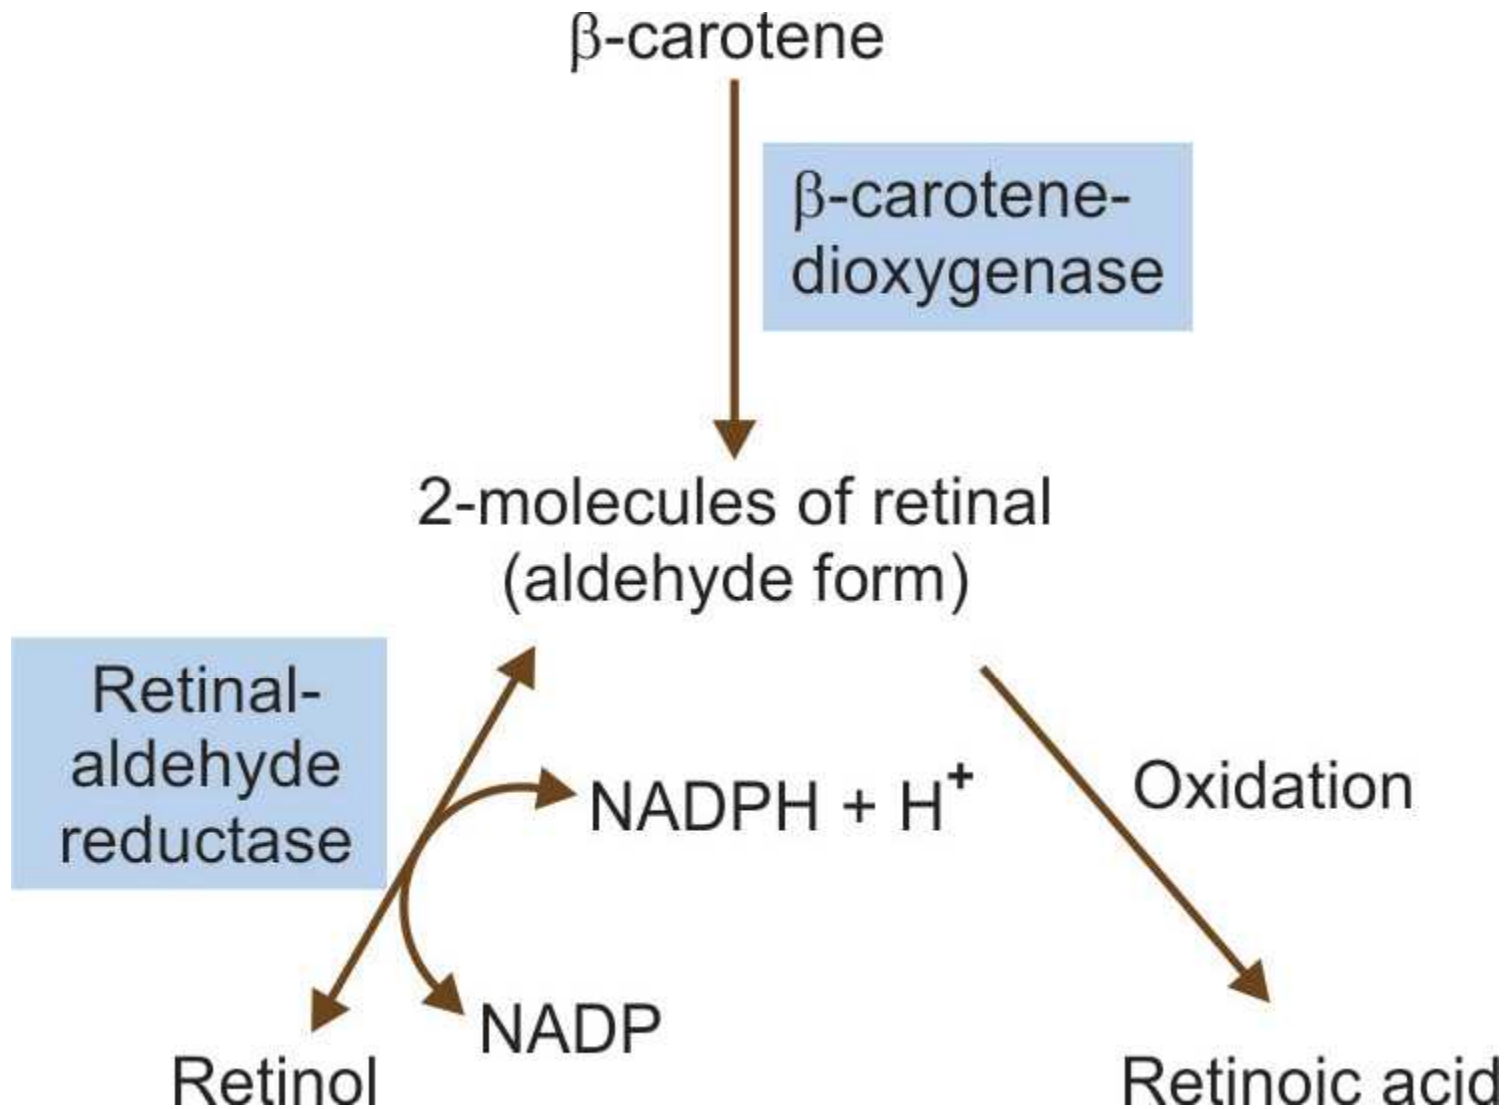 β-carotene
β-carotene-
dioxygenase
2-molecules of retinal
(aldehyde form)
Retinal-
aldehyde
reductase
NADPH + H⁺
Oxidation
NADP
Retinol
Retinoic acid